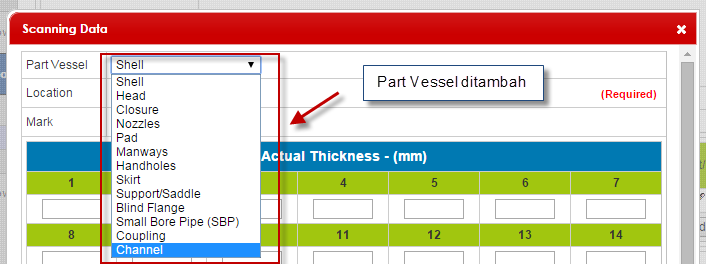 Scanning Data
Part Vessel Shell
Shell
Head
Closure
Nozzles
Pad
Manways
Handholes
Skirt
Support/Saddle
Blind Flange
Small Bore Pipe (SBP)
Coupling
Channel
Part Vessel ditambah
Location
(Required)
Mark
Actual Thickness - (mm)
1 4 5 6 7
8 11 12 13 14